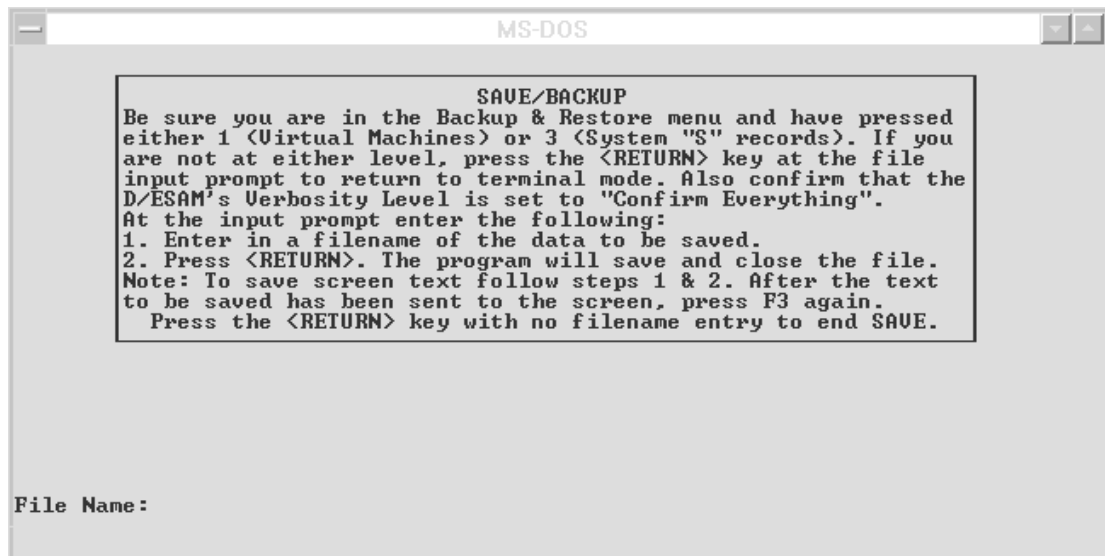 MS-DOS
SAVE/BACKUP
Be sure you are in the Backup & Restore menu and have pressed
either 1 (Virtual Machines) or 3 (System "S" records). If you
are not at either level, press the <RETURN> key at the file
input prompt to return to terminal mode. Also confirm that the
D/ESAM's Verbosity Level is set to "Confirm Everything".
At the input prompt enter the following:
1. Enter in a filename of the data to be saved.
2. Press <RETURN>. The program will save and close the file.
Note: To save screen text follow steps 1 & 2. After the text
to be saved has been sent to the screen, press F3 again.
Press the <RETURN> key with no filename entry to end SAVE.
File Name: